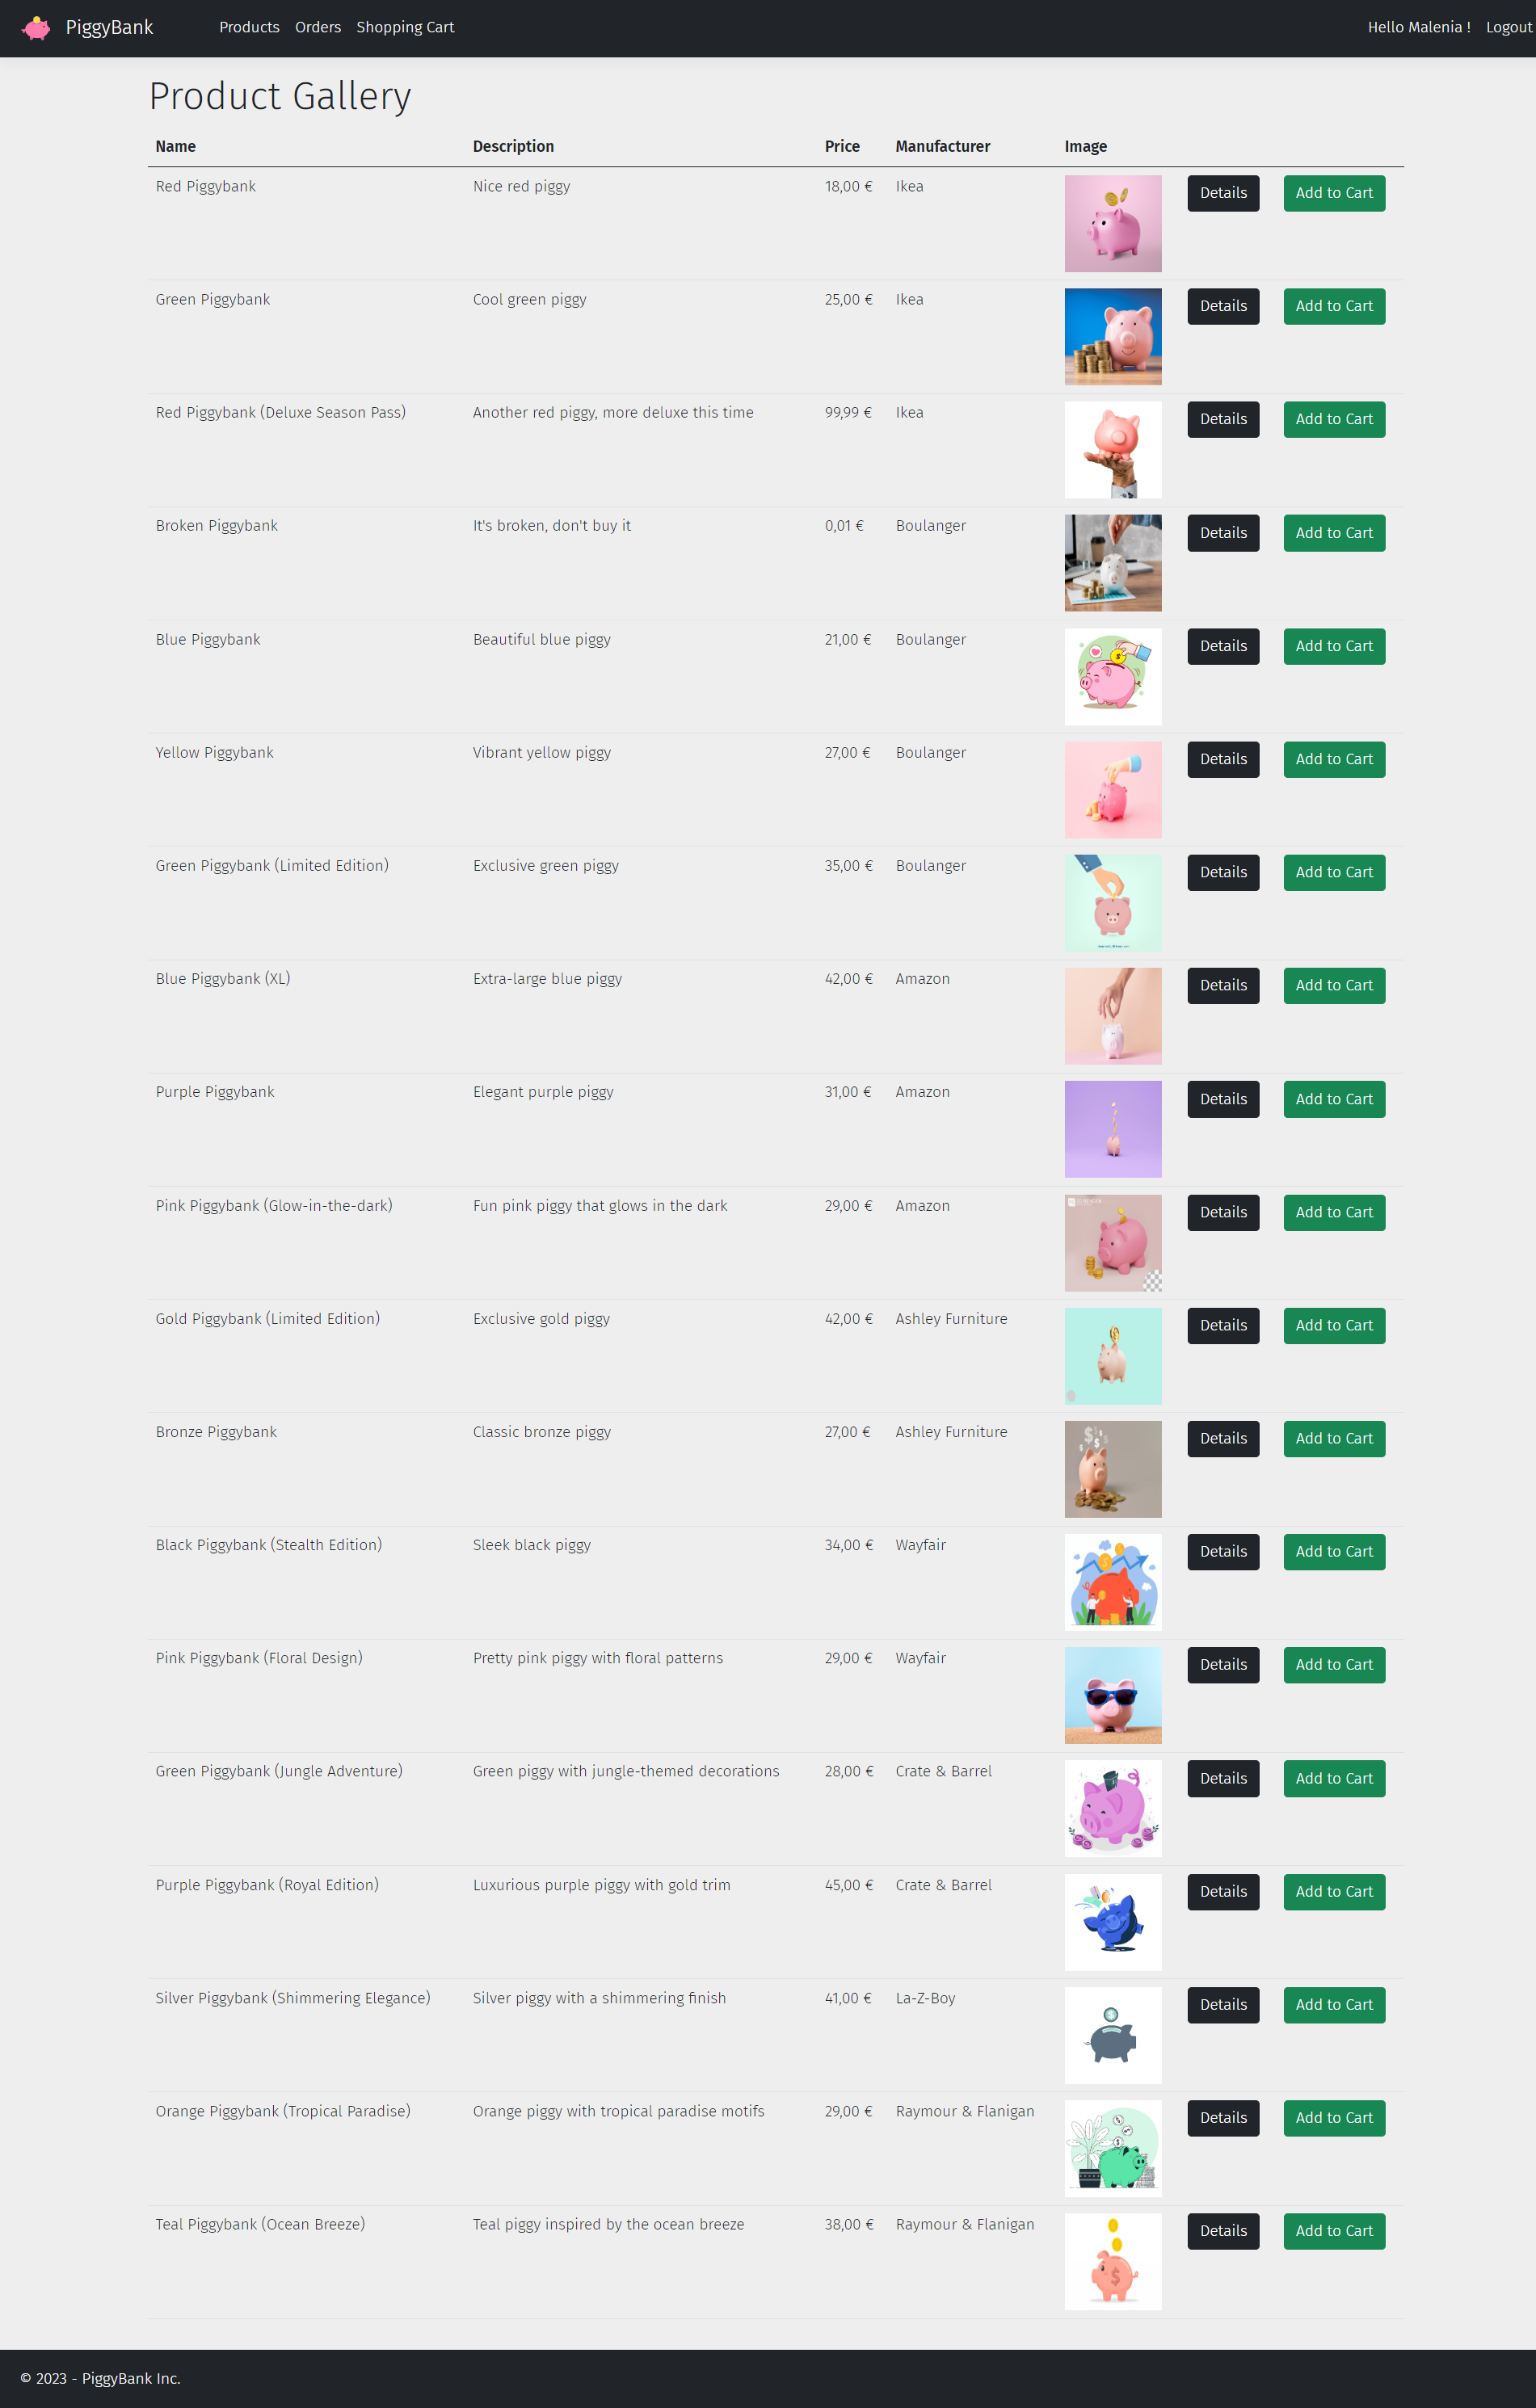 PiggyBank Products Orders Shopping Cart Hello Malenia ! Logout
Product Gallery
Name Description Price Manufacturer Image
Red Piggybank Nice red piggy 18,00 € Ikea Details Add to Cart
Green Piggybank Cool green piggy 25,00 € Ikea Details Add to Cart
Red Piggybank (Deluxe Season Pass) Another red piggy, more deluxe this time 99,99 € Ikea Details Add to Cart
Broken Piggybank It's broken, don't buy it 0,01 € Boulanger Details Add to Cart
Blue Piggybank Beautiful blue piggy 21,00 € Boulanger Details Add to Cart
Yellow Piggybank Vibrant yellow piggy 27,00 € Boulanger Details Add to Cart
Green Piggybank (Limited Edition) Exclusive green piggy 35,00 € Boulanger Details Add to Cart
Blue Piggybank (XL) Extra-large blue piggy 42,00 € Amazon Details Add to Cart
Purple Piggybank Elegant purple piggy 31,00 € Amazon Details Add to Cart
Pink Piggybank (Glow-in-the-dark) Fun pink piggy that glows in the dark 29,00 € Amazon Details Add to Cart
Gold Piggybank (Limited Edition) Exclusive gold piggy 42,00 € Ashley Furniture Details Add to Cart
Bronze Piggybank Classic bronze piggy 27,00 € Ashley Furniture Details Add to Cart
Black Piggybank (Stealth Edition) Sleek black piggy 34,00 € Wayfair Details Add to Cart
Pink Piggybank (Floral Design) Pretty pink piggy with floral patterns 29,00 € Wayfair Details Add to Cart
Green Piggybank (Jungle Adventure) Green piggy with jungle-themed decorations 28,00 € Crate & Barrel Details Add to Cart
Purple Piggybank (Royal Edition) Luxurious purple piggy with gold trim 45,00 € Crate & Barrel Details Add to Cart
Silver Piggybank (Shimmering Elegance) Silver piggy with a shimmering finish 41,00 € La-Z-Boy Details Add to Cart
Orange Piggybank (Tropical Paradise) Orange piggy with tropical paradise motifs 29,00 € Raymour & Flanigan Details Add to Cart
Teal Piggybank (Ocean Breeze) Teal piggy inspired by the ocean breeze 38,00 € Raymour & Flanigan Details Add to Cart
© 2023 - PiggyBank Inc.